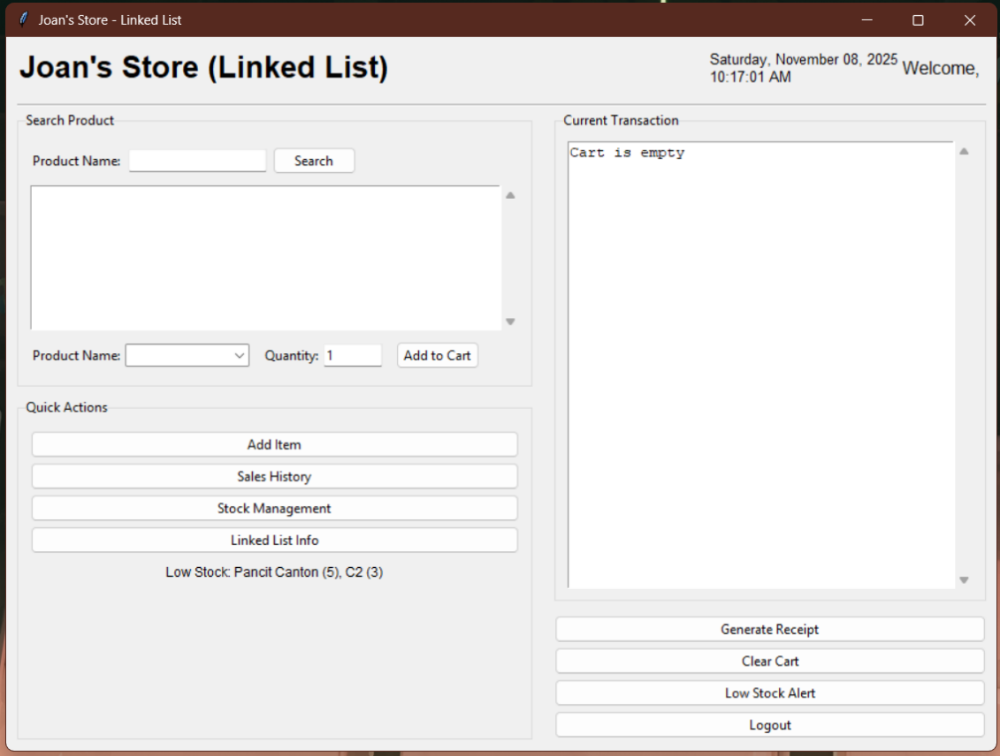 Joan's Store - Linked List
Joan's Store (Linked List)
Saturday, November 08, 2025
10:17:01 AM
Welcome,
Search Product
Product Name:
Search
Product Name:
Quantity: 1
Add to Cart
Quick Actions
Add Item
Sales History
Stock Management
Linked List Info
Low Stock: Pancit Canton (5), C2 (3)
Current Transaction
Cart is empty
Generate Receipt
Clear Cart
Low Stock Alert
Logout